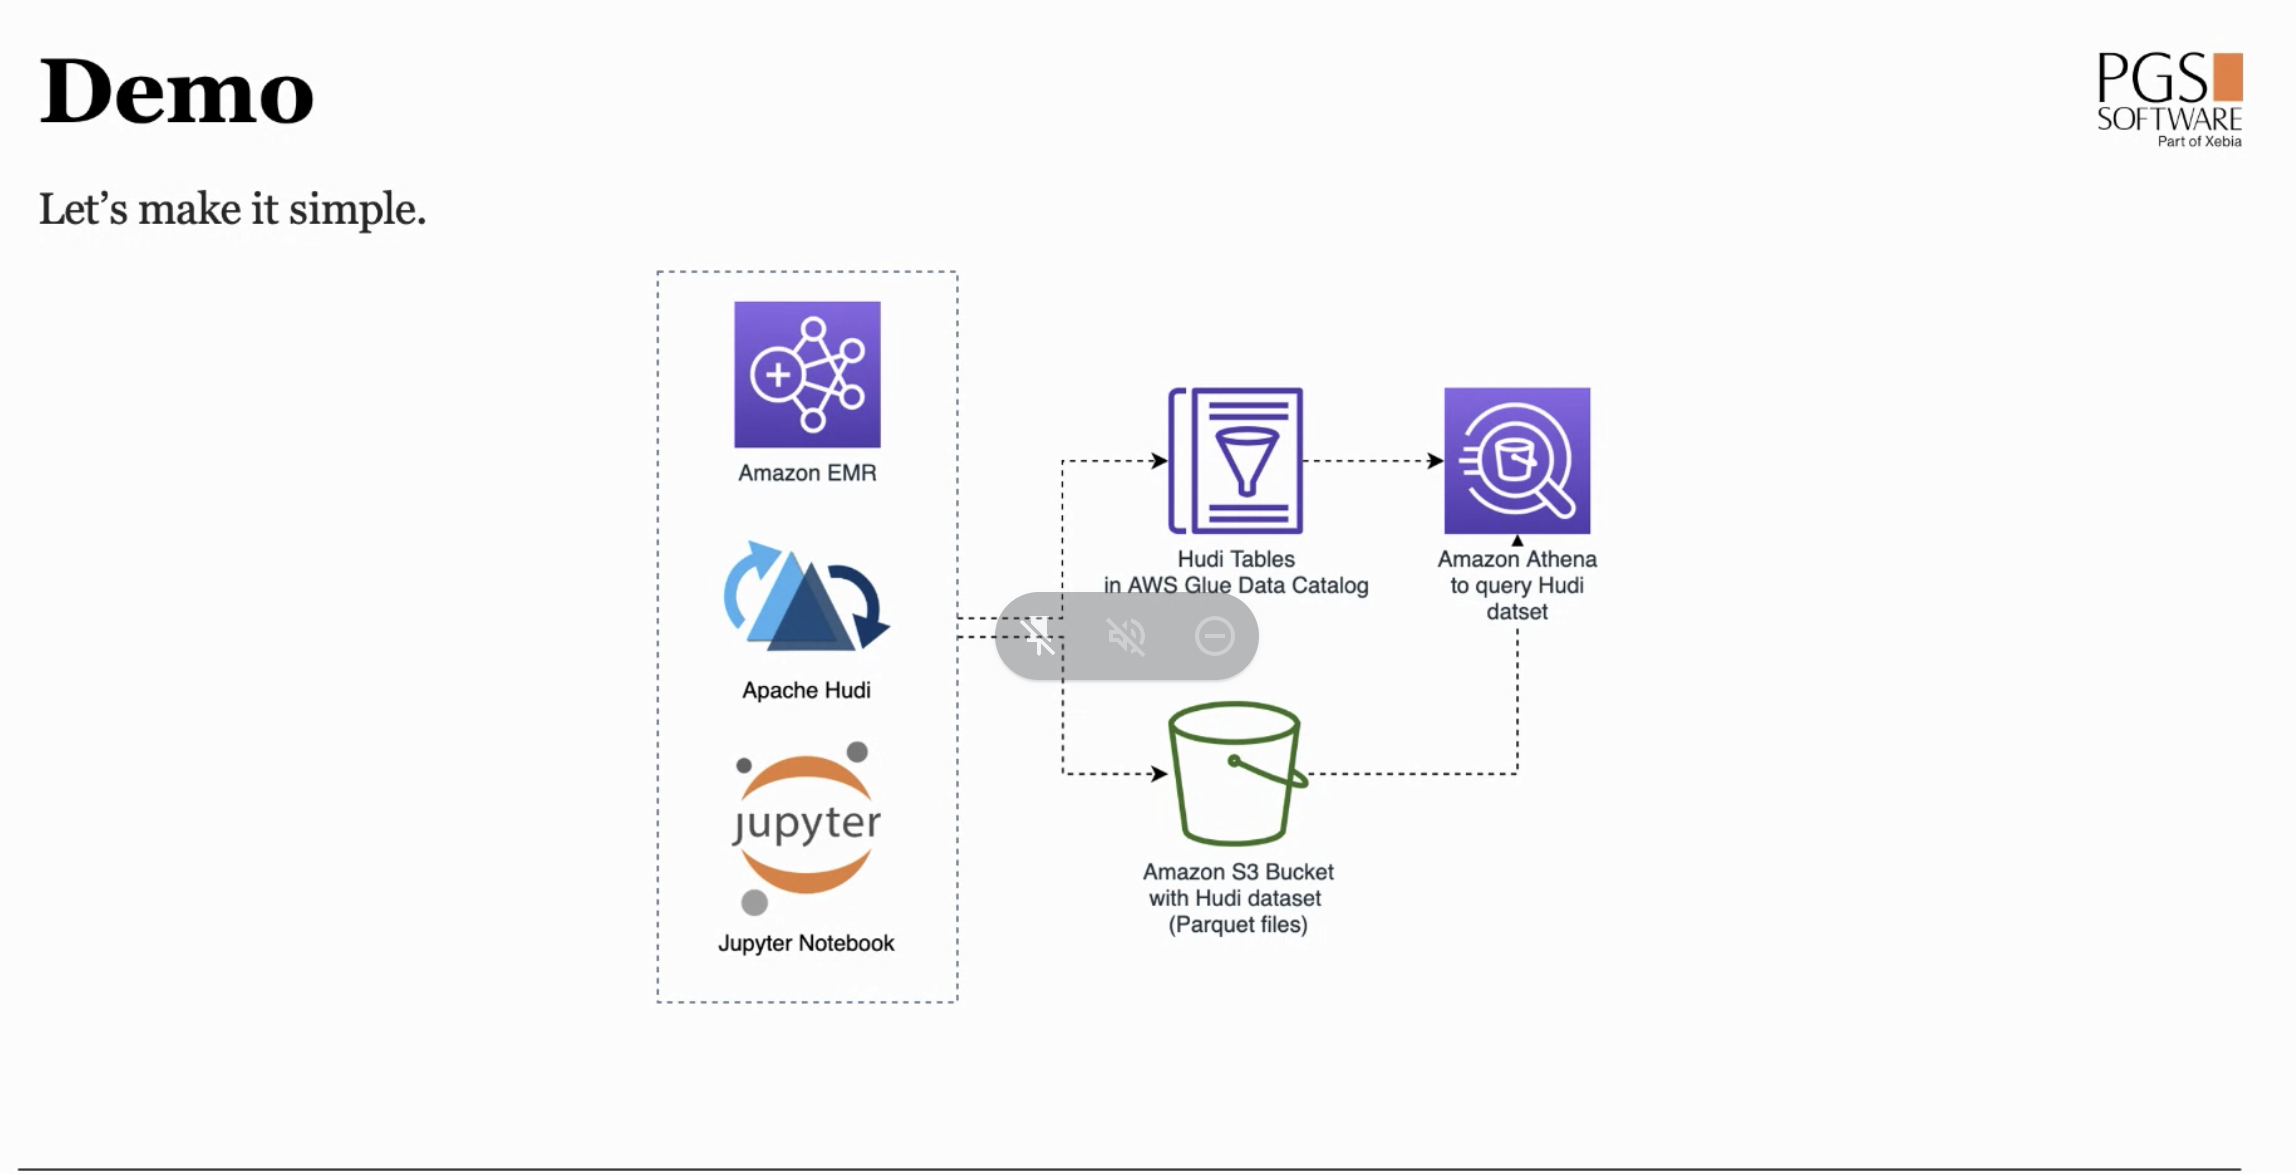 Demo
PGS
SOFTWARE
Part of Xebia
Let's make it simple.
Amazon EMR
Apache Hudi
jupyter
Jupyter Notebook
Hudi Tables
in AWS Glue Data Catalog
Amazon Athena
to query Hudi
datset
Amazon S3 Bucket
with Hudi dataset
(Parquet files)